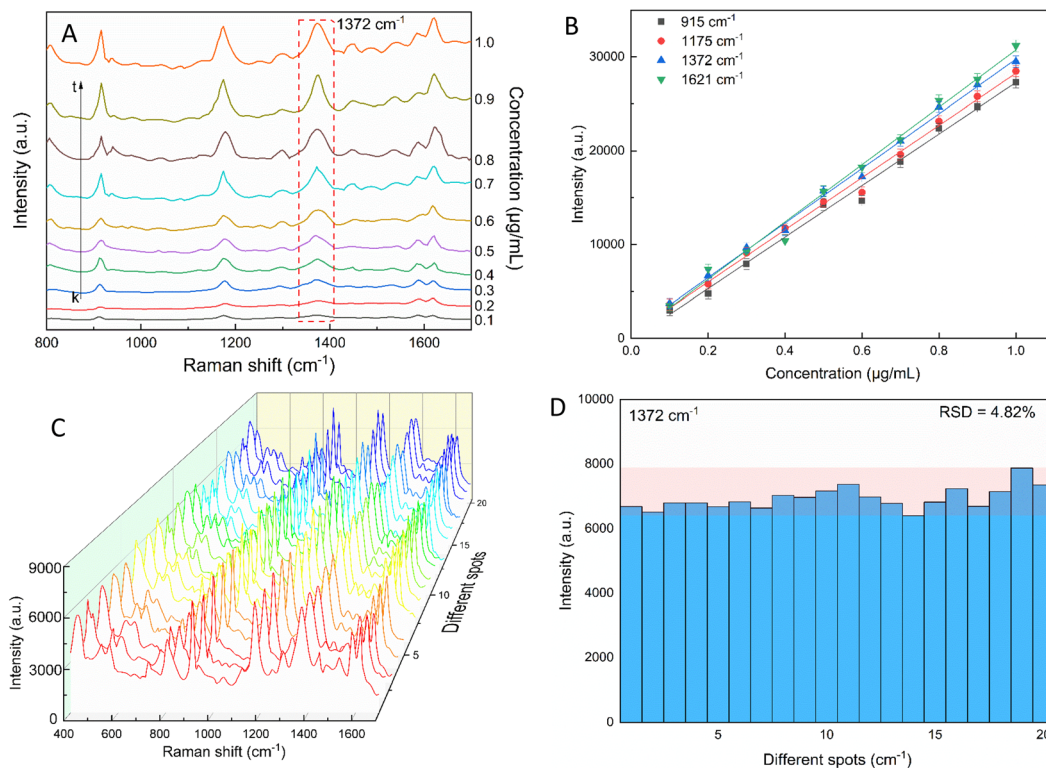 A
1372 cm⁻¹
1.0
0.9
0.8
0.7
0.6
0.5
0.4
0.3
0.2
0.1
t
k
Concentration (µg/mL)
Intensity (a.u.)
800 1000 1200 1400 1600
Raman shift (cm⁻¹)
B
915 cm⁻¹
1175 cm⁻¹
1372 cm⁻¹
1621 cm⁻¹
30000
20000
10000
0
Intensity (a.u.)
0.0 0.2 0.4 0.6 0.8 1.0
Concentration (µg/mL)
C
9000
6000
3000
0
Intensity (a.u.)
400 600 800 1000 1200 1400 1600
Raman shift (cm⁻¹)
5
10
15
20
Different spots
D
1372 cm⁻¹
RSD = 4.82%
10000
8000
6000
4000
2000
0
Intensity (a.u.)
5 10 15 20
Different spots (cm⁻¹)